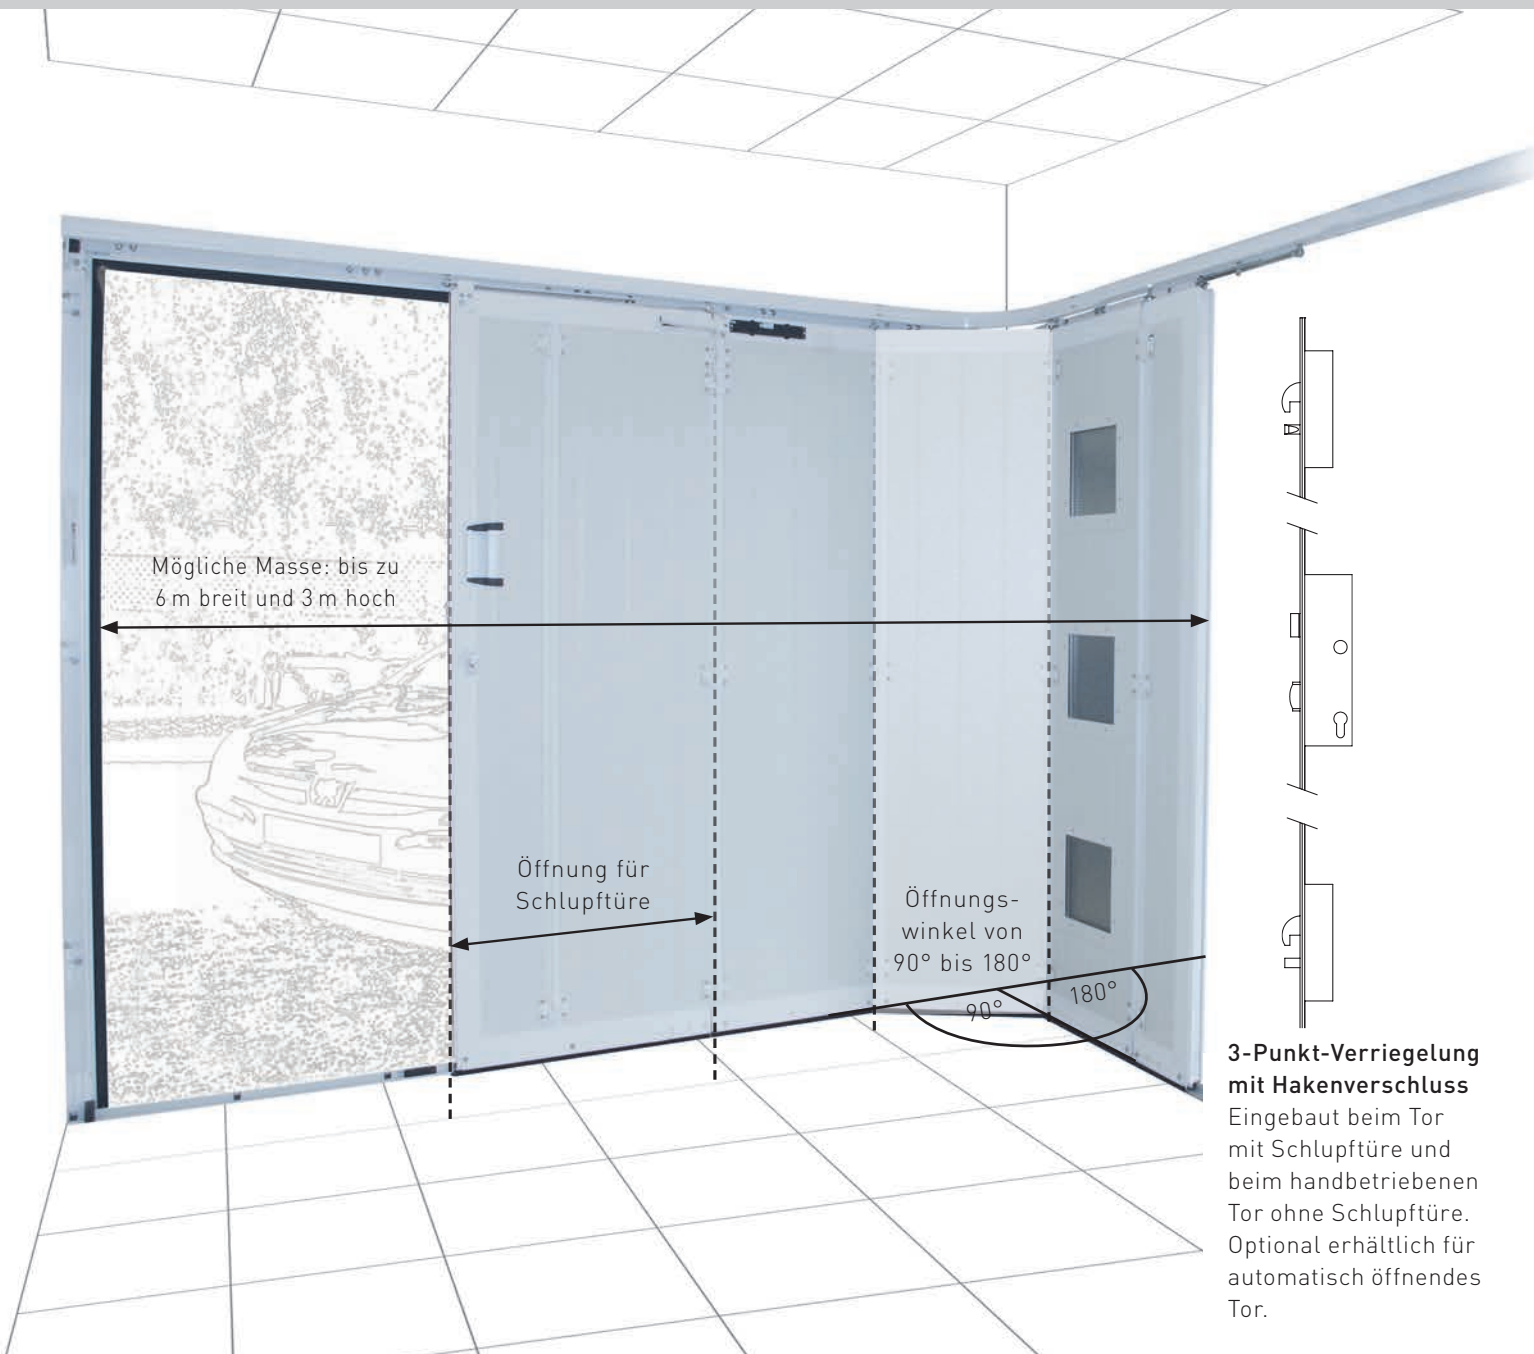 Mögliche Masse: bis zu
6 m breit und 3 m hoch
Öffnung für
Schlupftüre
Öffnungs-
winkel von
90° bis 180°
90°
180°
3-Punkt-Verriegelung
mit Hakenverschluss
Eingebaut beim Tor
mit Schlupftüre und
beim handbetriebenen
Tor ohne Schlupftüre.
Optional erhältlich für
automatisch öffnendes
Tor.